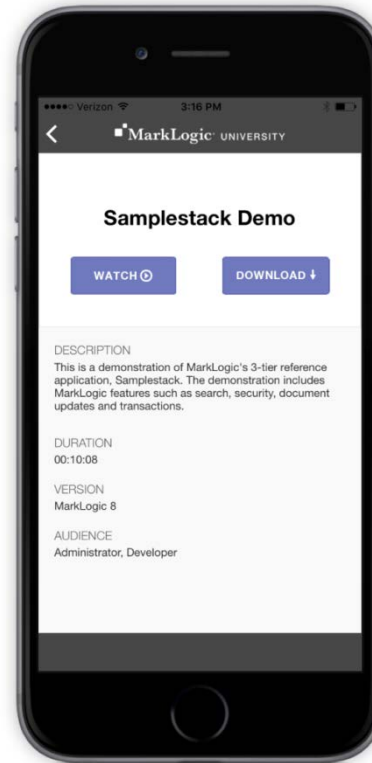 Verizon 3:16 PM
MarkLogic UNIVERSITY
Samplestack Demo
WATCH DOWNLOAD
DESCRIPTION
This is a demonstration of MarkLogic's 3-tier reference
application, Samplestack. The demonstration includes
MarkLogic features such as search, security, document
updates and transactions.
DURATION
00:10:08
VERSION
MarkLogic 8
AUDIENCE
Administrator, Developer